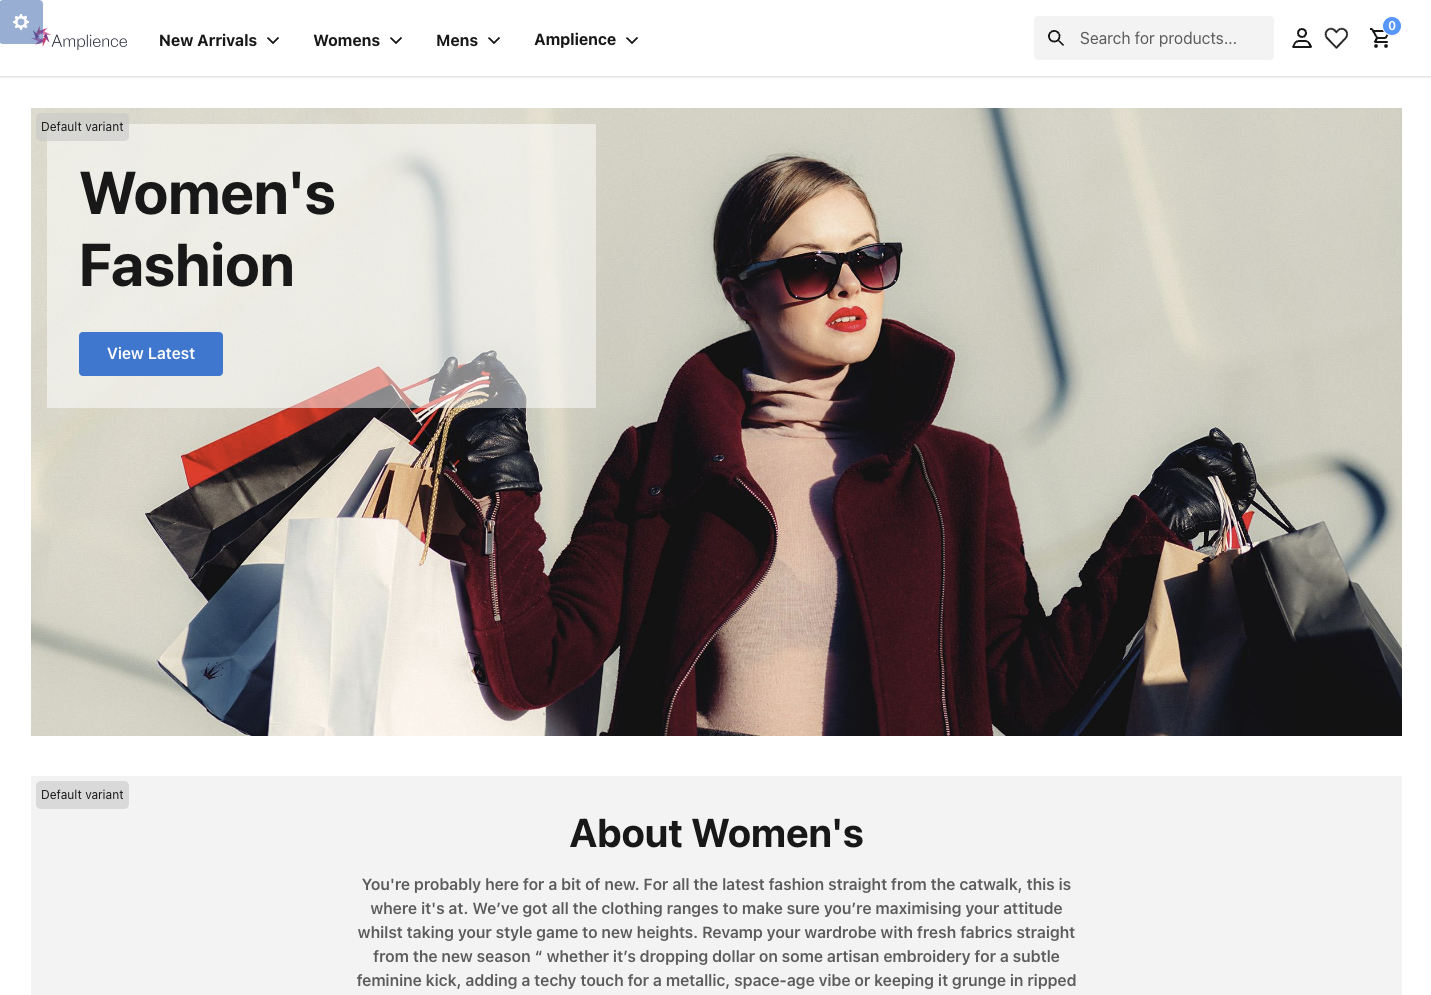 Amplience
New Arrivals
Womens
Mens
Amplience
Search for products...
0
Default variant
Women's
Fashion
View Latest
Default variant
About Women's
You're probably here for a bit of new. For all the latest fashion straight from the catwalk, this is
where it's at. We’ve got all the clothing ranges to make sure you’re maximising your attitude
whilst taking your style game to new heights. Revamp your wardrobe with fresh fabrics straight
from the new season “ whether it’s dropping dollar on some artisan embroidery for a subtle
feminine kick, adding a techy touch for a metallic, space-age vibe or keeping it grunge in ripped